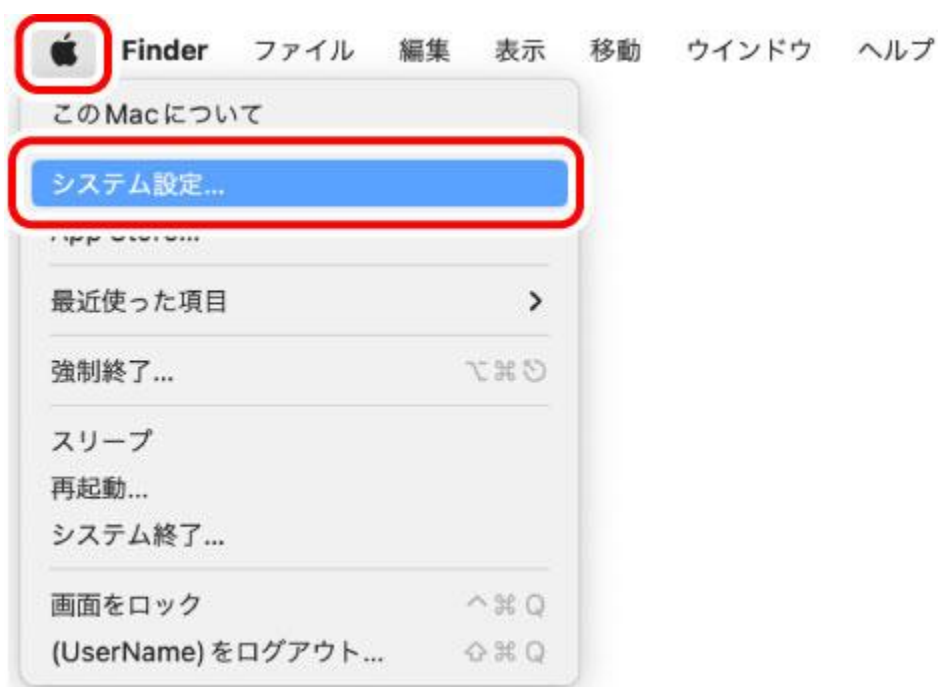 Finder ファイル 編集 表示 移動 ウインドウ ヘルプ
このMacについて
システム設定...
App Store...
最近使った項目
強制終了... ⌥⌘⎋
スリープ
再起動...
システム終了...
画面をロック ^⌘Q
(UserName)をログアウト... ⇧⌘Q